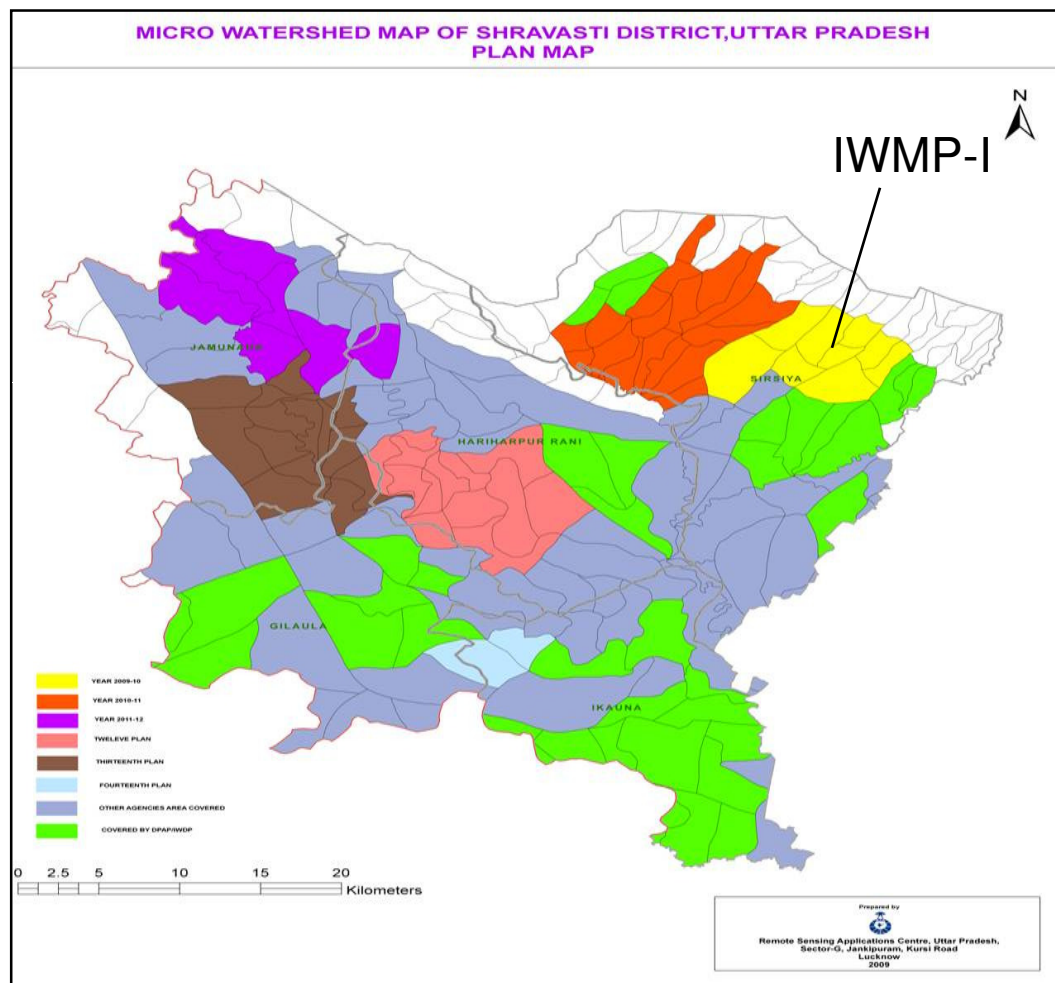 MICRO WATERSHED MAP OF SHRAVASTI DISTRICT,UTTAR PRADESH
PLAN MAP
N
IWMP-I
JAMUNAHA
SIRSIYA
HARIHARPUR RANI
GILAULA
IKAUNA
YEAR 2009-10
YEAR 2010-11
YEAR 2011-12
TWELEVE PLAN
THIRTEENTH PLAN
FOURTEENTH PLAN
OTHER AGENCIES AREA COVERED
COVERED BY DPAP/IWDP
0 2.5 5 10 15 20
Kilometers
Prepared by
Remote Sensing Applications Centre, Uttar Pradesh,
Sector-G, Jankipuram, Kursi Road
Lucknow
2009